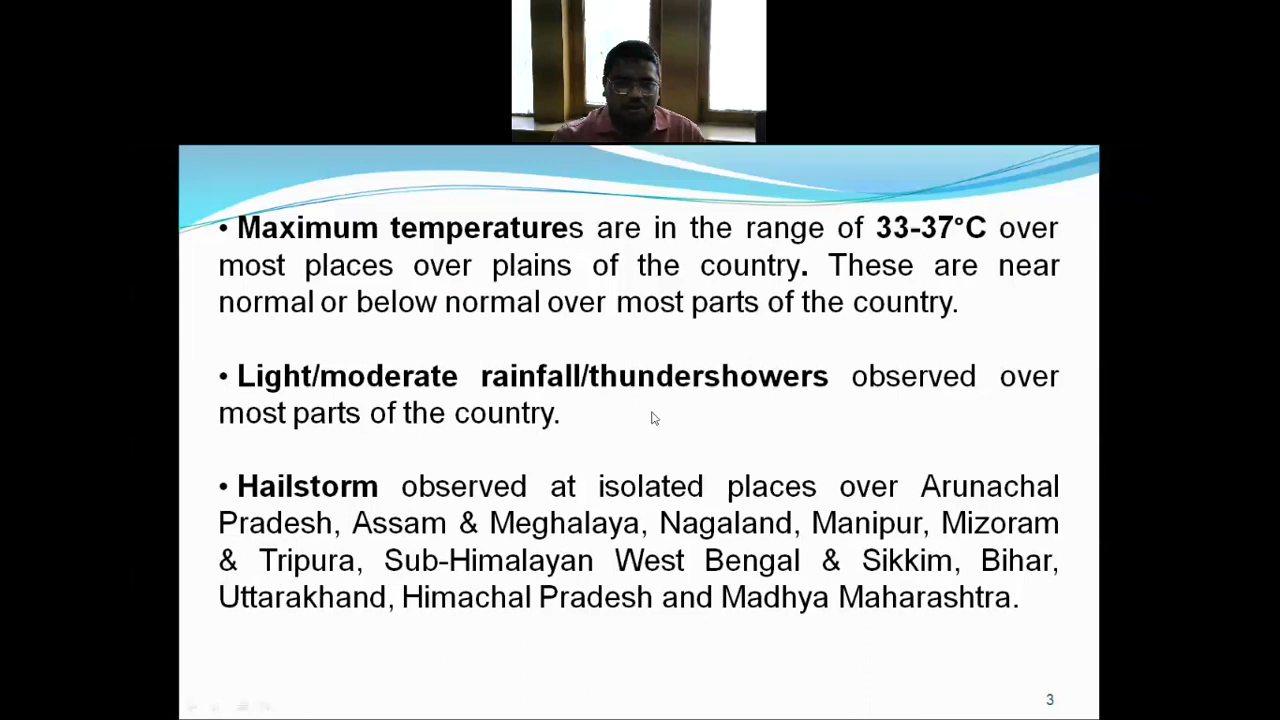 • Maximum temperatures are in the range of 33-37°C over
most places over plains of the country. These are near
normal or below normal over most parts of the country.
• Light/moderate rainfall/thundershowers observed over
most parts of the country.
• Hailstorm observed at isolated places over Arunachal
Pradesh, Assam & Meghalaya, Nagaland, Manipur, Mizoram
& Tripura, Sub-Himalayan West Bengal & Sikkim, Bihar,
Uttarakhand, Himachal Pradesh and Madhya Maharashtra.
3